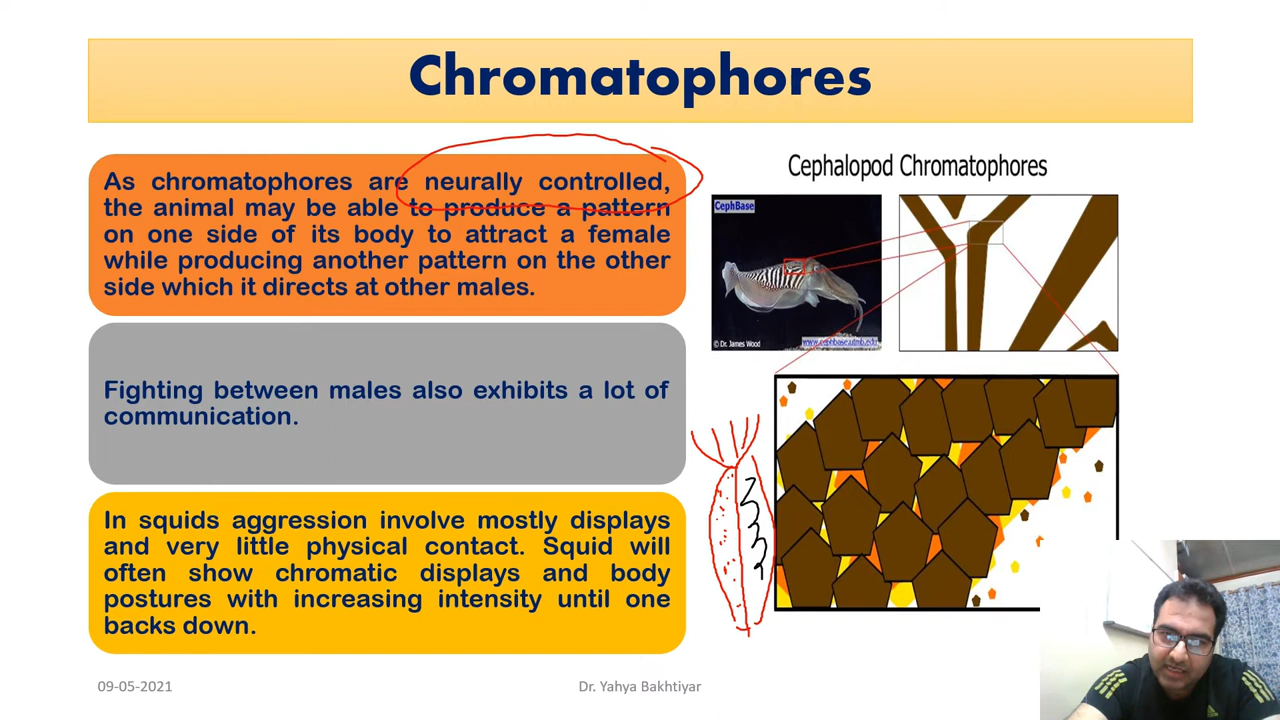 Chromatophores
As chromatophores are neurally controlled,
the animal may be able to produce a pattern
on one side of its body to attract a female
while producing another pattern on the other
side which it directs at other males.
Fighting between males also exhibits a lot of
communication.
In squids aggression involve mostly displays
and very little physical contact. Squid will
often show chromatic displays and body
postures with increasing intensity until one
backs down.
Cephalopod Chromatophores
CephBase
© Dr. James Wood
www.cephbase.utmb.edu
09-05-2021
Dr. Yahya Bakhtiyar